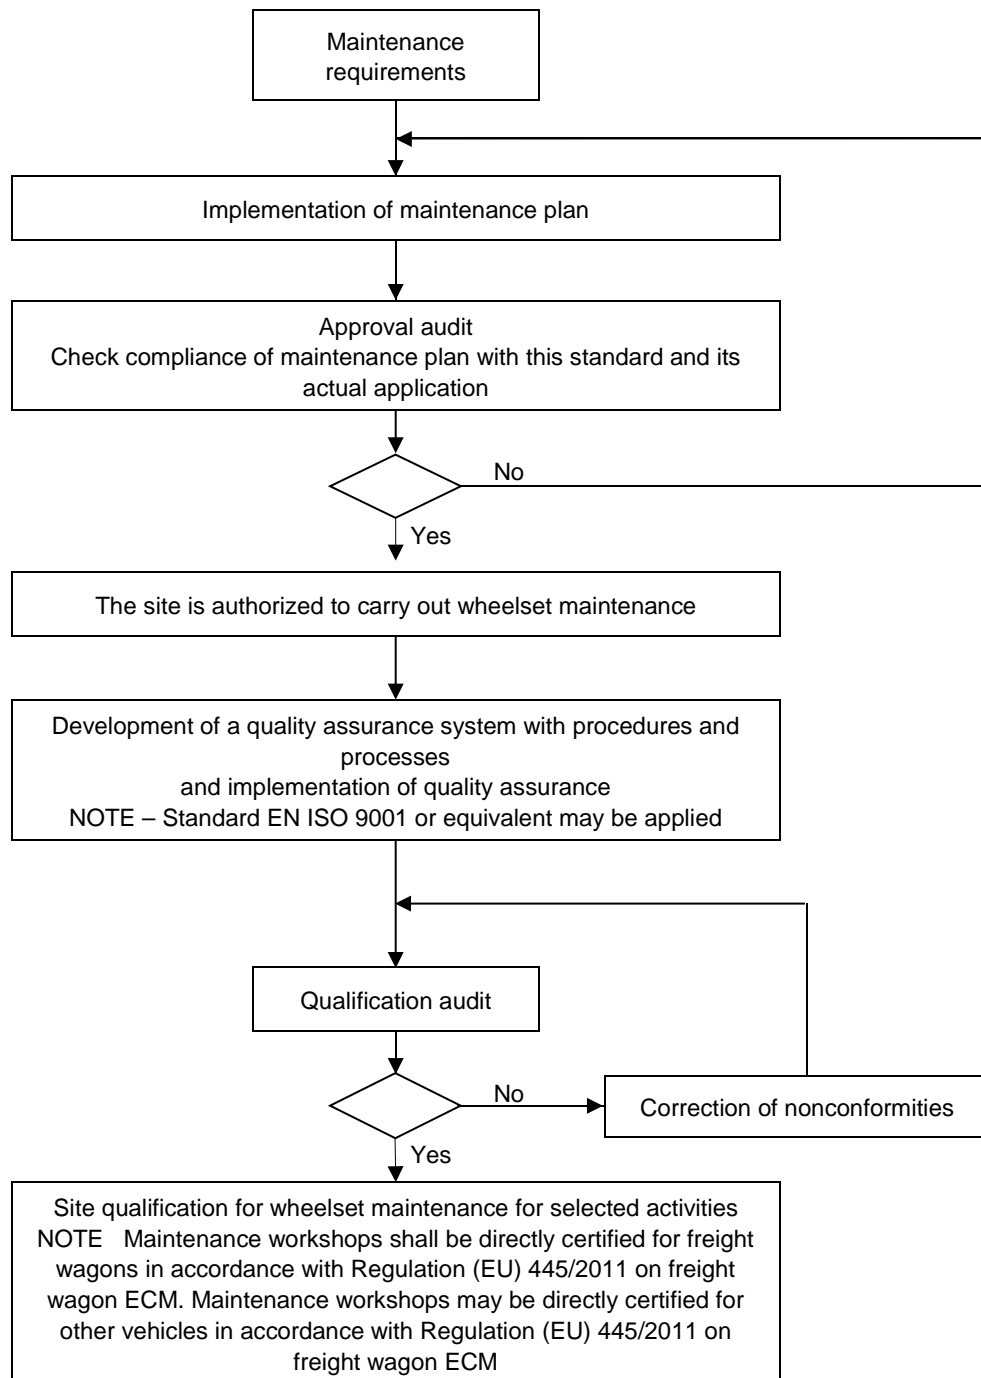 Maintenance
requirements
Implementation of maintenance plan
Approval audit
Check compliance of maintenance plan with this standard and its
actual application
No
Yes
The site is authorized to carry out wheelset maintenance
Development of a quality assurance system with procedures and
processes
and implementation of quality assurance
NOTE – Standard EN ISO 9001 or equivalent may be applied
Qualification audit
No
Correction of nonconformities
Yes
Site qualification for wheelset maintenance for selected activities
NOTE Maintenance workshops shall be directly certified for freight
wagons in accordance with Regulation (EU) 445/2011 on freight
wagon ECM. Maintenance workshops may be directly certified for
other vehicles in accordance with Regulation (EU) 445/2011 on
freight wagon ECM